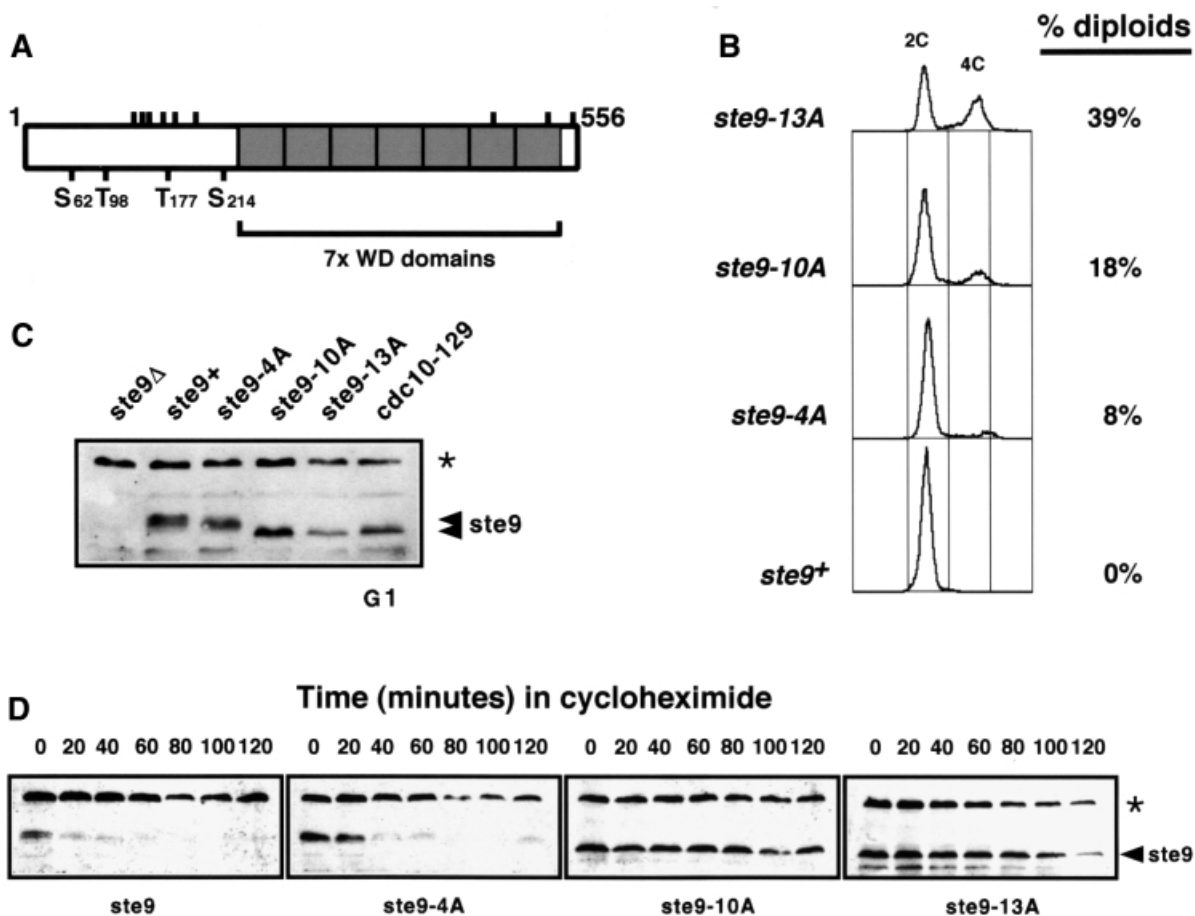 A
1
556
S62 T98 T177 S214
7x WD domains
B
2C
4C
% diploids
ste9-13A 39%
ste9-10A 18%
ste9-4A 8%
ste9+ 0%
C
ste9Δ ste9+ ste9-4A ste9-10A ste9-13A cdc10-129
*
ste9
G1
D
Time (minutes) in cycloheximide
0 20 40 60 80 100 120 0 20 40 60 80 100 120 0 20 40 60 80 100 120 0 20 40 60 80 100 120
*
ste9
ste9 ste9-4A ste9-10A ste9-13A